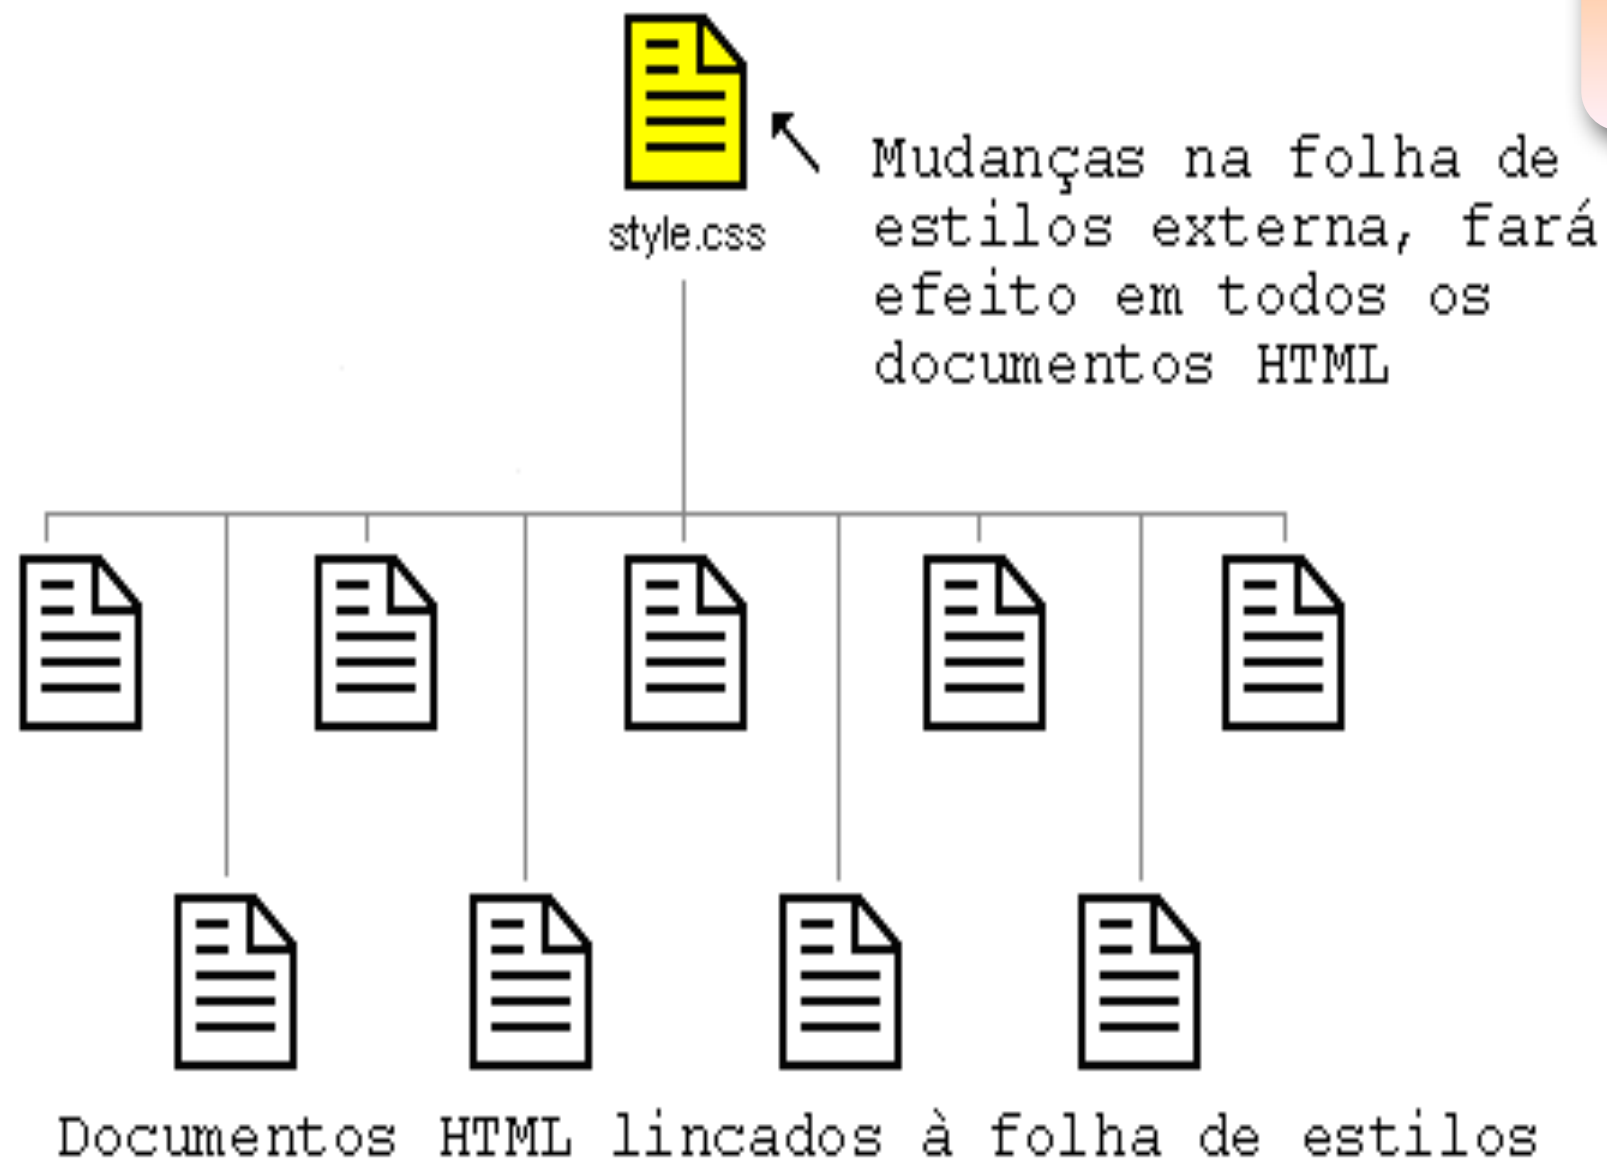 style.css
Mudanças na folha de
estilos externa, fará
efeito em todos os
documentos HTML
Documentos HTML lincados à folha de estilos